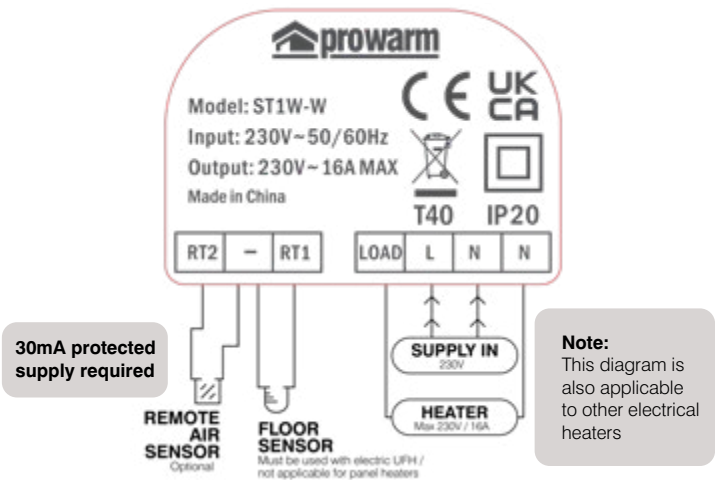 prowarm
Model: ST1W-W
Input: 230V~50/60Hz
Output: 230V~16A MAX
Made in China
CE
UK
CA
T40
IP20
RT2 – RT1
LOAD L N N
30mA protected
supply required
SUPPLY IN
230V
HEATER
Max 230V / 16A
REMOTE
AIR
SENSOR
Optional
FLOOR
SENSOR
Must be used with electric UFH /
not applicable for panel heaters
Note:
This diagram is
also applicable
to other electrical
heaters